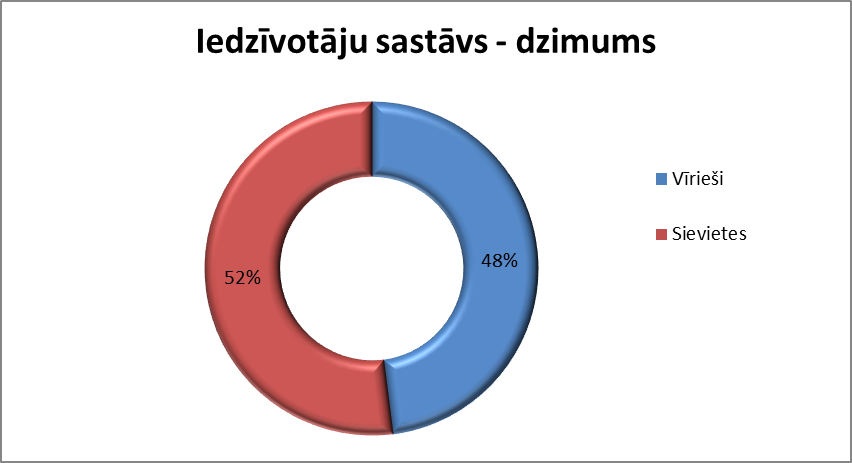 Iedzīvotāju sastāvs - dzimums
Vīrieši
48%
Sievietes
52%